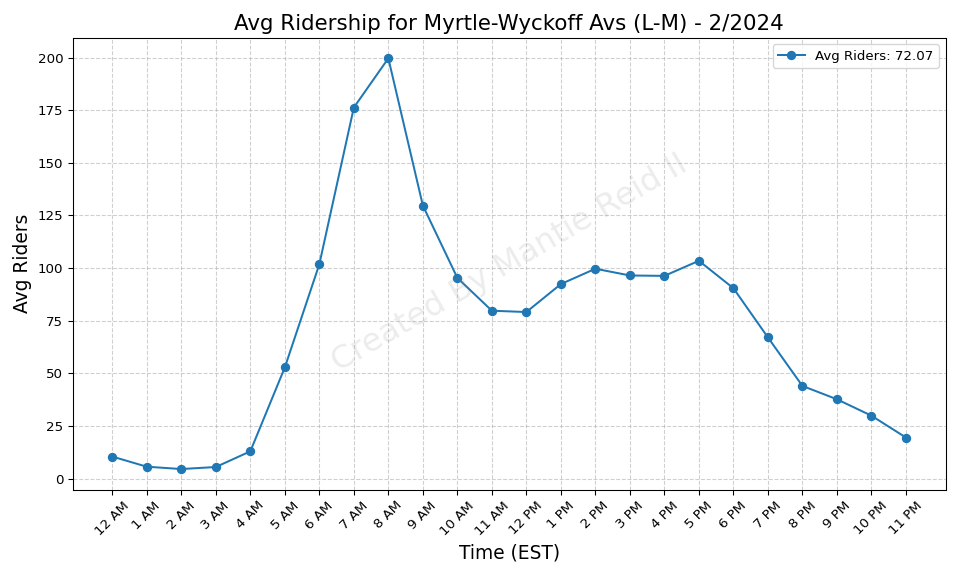 Avg Ridership for Myrtle-Wyckoff Avs (L-M) - 2/2024
Avg Riders: 72.07
Avg Riders
200
175
150
125
100
75
50
25
0
Created By Mantle Reid II
12 AM 1 AM 2 AM 3 AM 4 AM 5 AM 6 AM 7 AM 8 AM 9 AM 10 AM 11 AM 12 PM 1 PM 2 PM 3 PM 4 PM 5 PM 6 PM 7 PM 8 PM 9 PM 10 PM 11 PM
Time (EST)